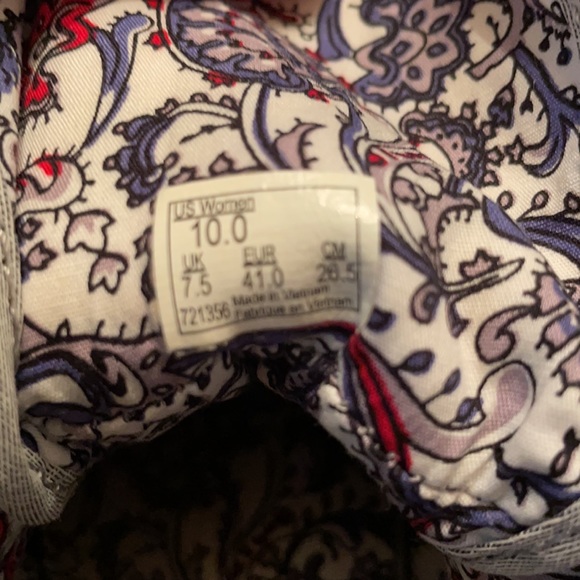 US Women
10.0
UK EUR CM
7.5 41.0 26.5
721356 Made in Vietnam
Fabriqué en Vietnam